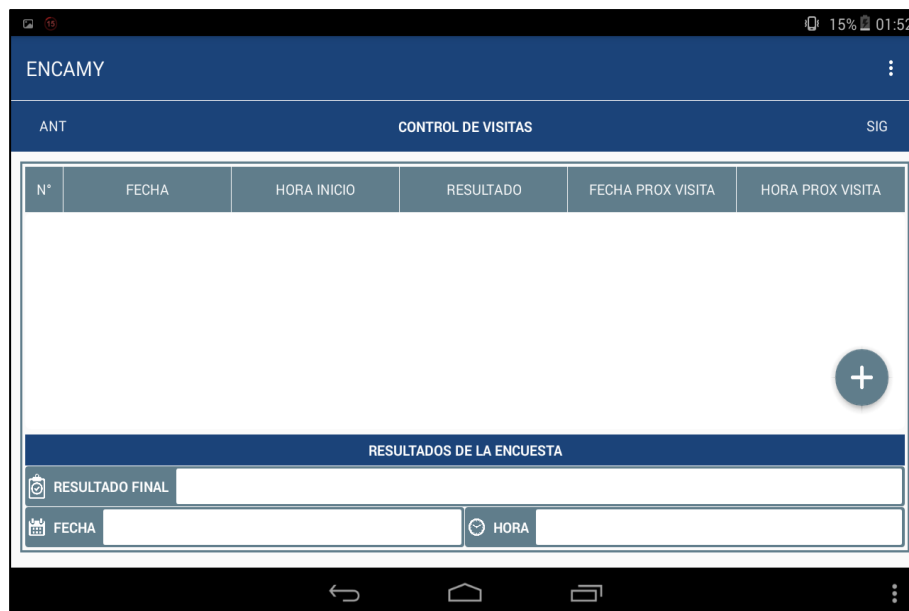 15 15% 01:52
ENCAMY
ANT CONTROL DE VISITAS SIG
N° FECHA HORA INICIO RESULTADO FECHA PROX VISITA HORA PROX VISITA
RESULTADOS DE LA ENCUESTA
RESULTADO FINAL
FECHA HORA